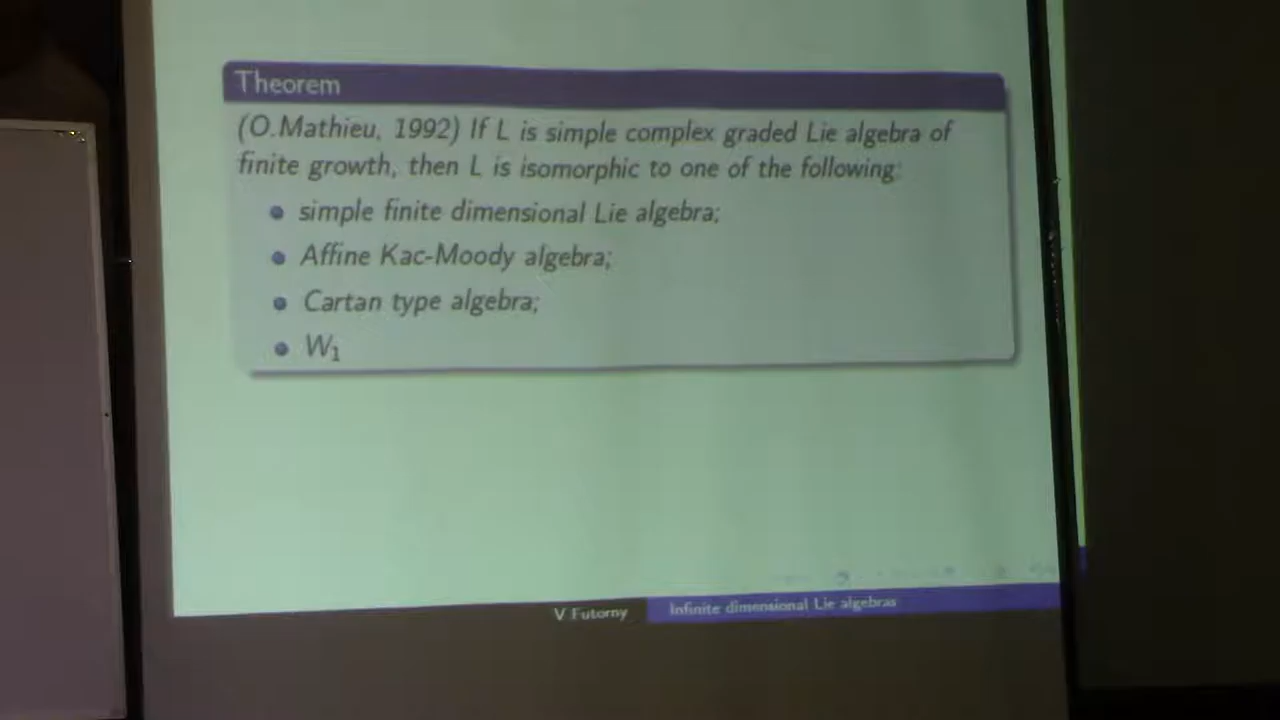 Theorem
(O.Mathieu, 1992) If L is simple complex graded Lie algebra of
finite growth, then L is isomorphic to one of the following:
simple finite dimensional Lie algebra;
Affine Kac-Moody algebra;
Cartan type algebra;
W₁
V Futorny
Infinite dimensional Lie algebras